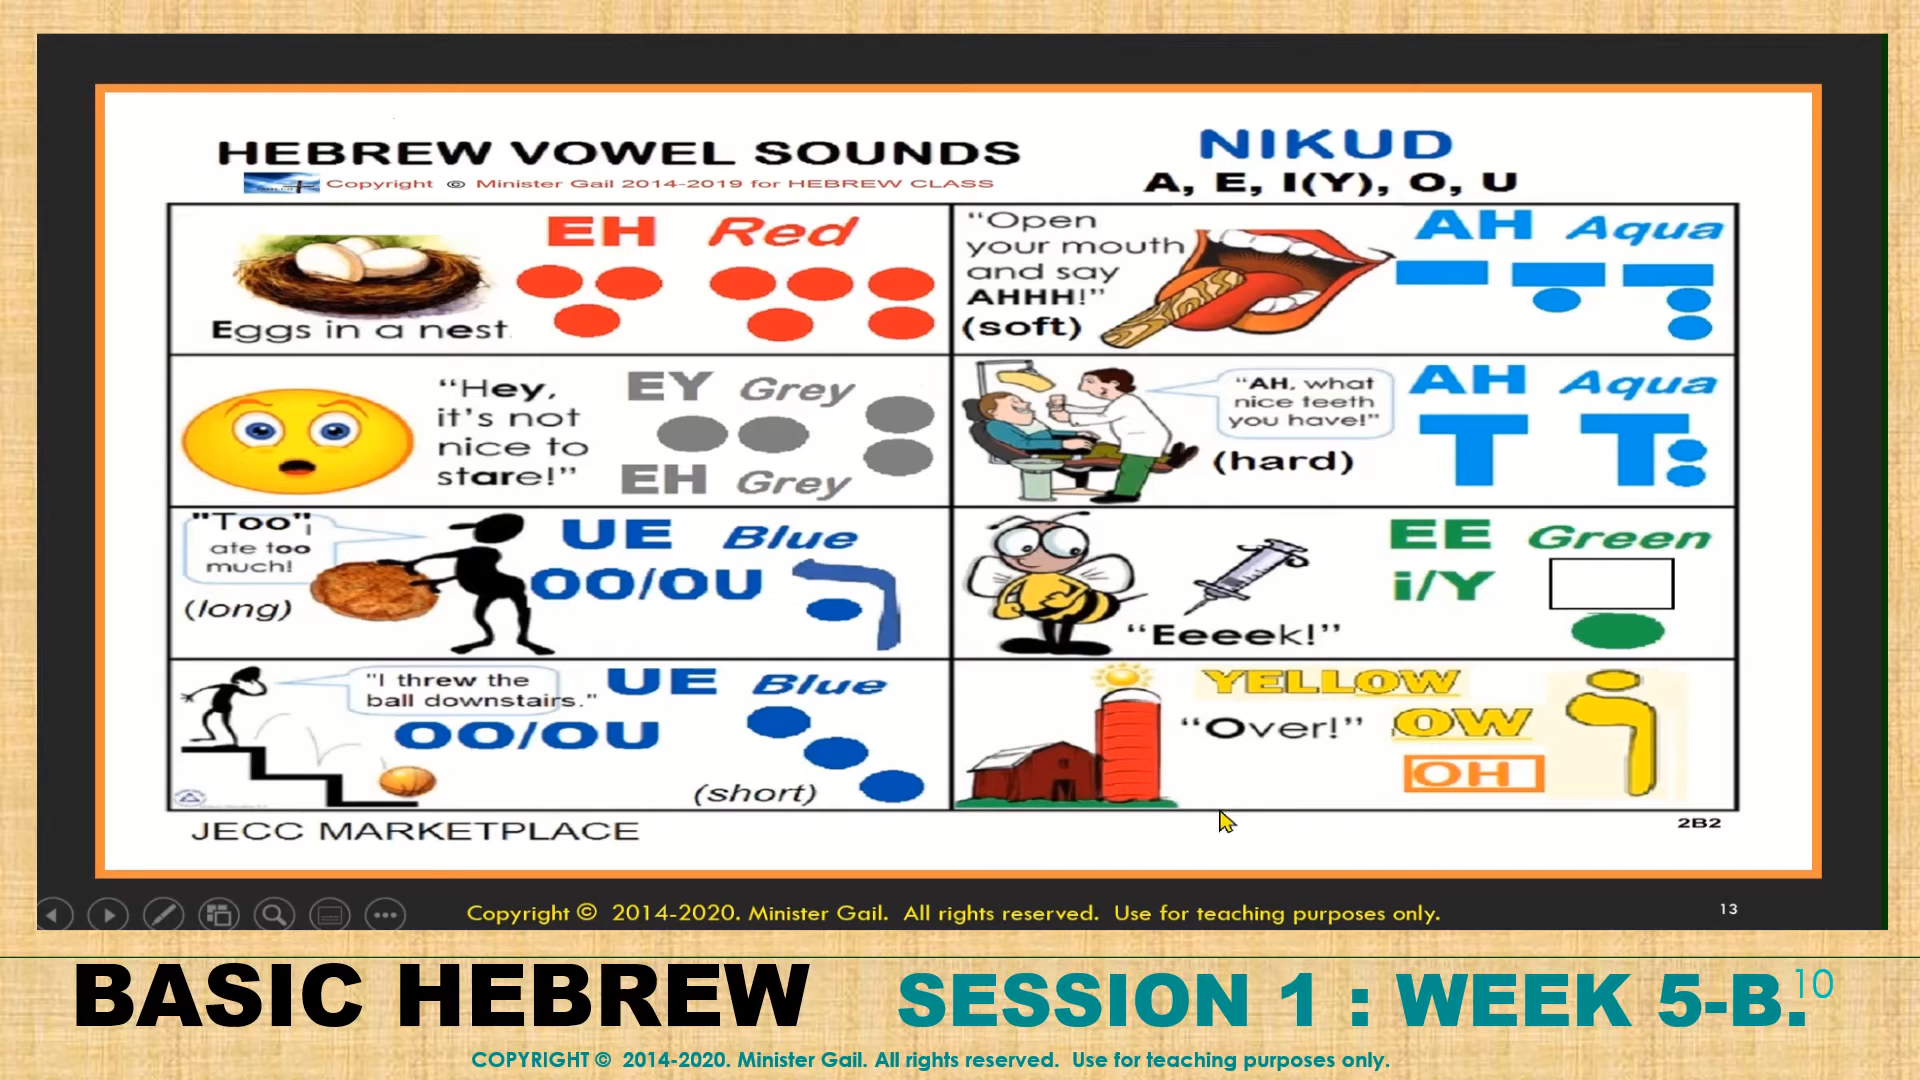 HEBREW VOWEL SOUNDS
Copyright © Minister Gail 2014-2019 for HEBREW CLASS
NIKUD
A, E, I(Y), O, U
EH Red
Eggs in a nest.
"Open
your mouth
and say
AHHH!"
(soft)
AH Aqua
"Hey,
it's not
nice to
stare!"
EY Grey
EH Grey
"AH, what
nice teeth
you have!"
(hard)
AH Aqua
"Too"
ate too
much!
(long)
UE Blue
OO/OU
"Eeeek!"
EE Green
i/Y
"I threw the
ball downstairs."
UE Blue
OO/OU
(short)
YELLOW
"Over!" OW
OH
JECC MARKETPLACE
2B2
Copyright © 2014-2020. Minister Gail. All rights reserved. Use for teaching purposes only.
13
BASIC HEBREW SESSION 1 : WEEK 5-B.
10
COPYRIGHT © 2014-2020. Minister Gail. All rights reserved. Use for teaching purposes only.